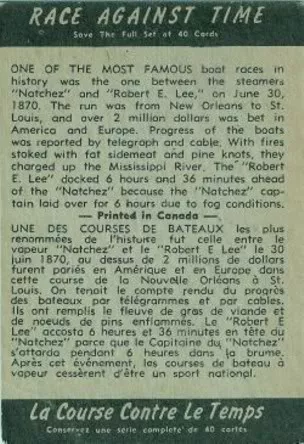 RACE AGAINST TIME
Save The Full Set of 40 Cards
ONE OF THE MOST FAMOUS boat races in
history was the one between the steamers
"Natchez" and "Robert E. Lee," on June 30,
1870. The run was from New Orleans to St.
Louis, and over 2 million dollars was bet in
America and Europe. Progress of the boats
was reported by telegraph and cable. With fires
stoked with fat sidemeat and pine knots, they
charged up the Mississippi River. The "Robert
E. Lee" docked 6 hours and 36 minutes ahead
of the "Natchez" because the "Natchez" cap-
tain laid over for 6 hours due to fog conditions.
— Printed in Canada —
UNE DES COURSES DE BATEAUX les plus
renommées de l'histoire fut celle entre le
vapeur "Natchez" et le "Robert E Lee" le 30
juin 1870, au dessus de 2 millions de dollars
furent pariés en Amérique et en Europe dans
cette course de la Nouvelle Orléans à St.
Louis. On tenait le compte rendu du progrès
des bateaux par télégrammes et par cables.
Ils ont remplis le fleuve de gras de viande et
de noeuds de pins enflammés. Le "Robert E
Lee" accosta 6 heures et 36 minutes en tête du
"Natchez" parce que le Capitaine du "Natchez"
s'attarda pendant 6 heures dans la brume.
Après cet événement, les courses de bateau à
vapeur cessèrent d'être un sport national.
La Course Contre Le Temps
Conservez une série complète de 40 cartes